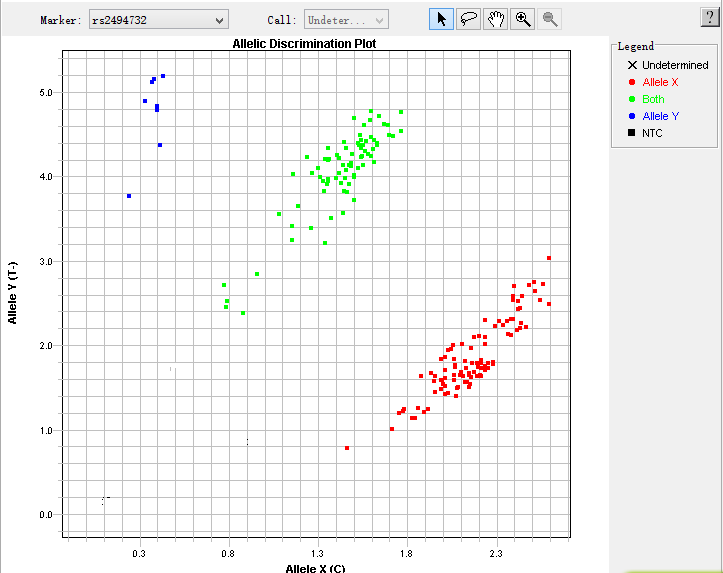 Marker: rs2494732 Call: Undeter... ?
Allelic Discrimination Plot
Legend
Undetermined
Allele X
Both
Allele Y
NTC
5.0
4.0
3.0
2.0
1.0
0.0
Allele Y (T-)
0.3 0.8 1.3 1.8 2.3
Allele X (C)